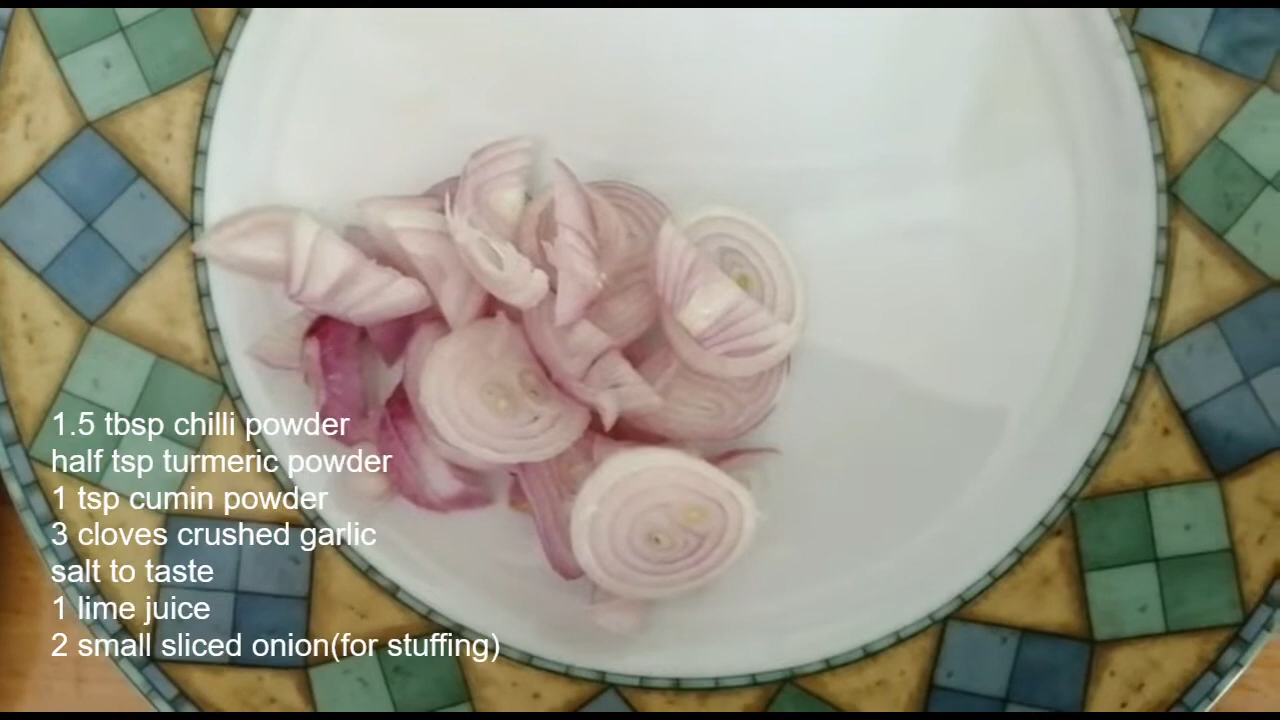 1.5 tbsp chilli powder
half tsp turmeric powder
1 tsp cumin powder
3 cloves crushed garlic
salt to taste
1 lime juice
2 small sliced onion(for stuffing)